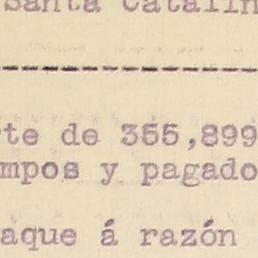 Santa Catalin
te de 355,899
mpos y pagado
aque á razón